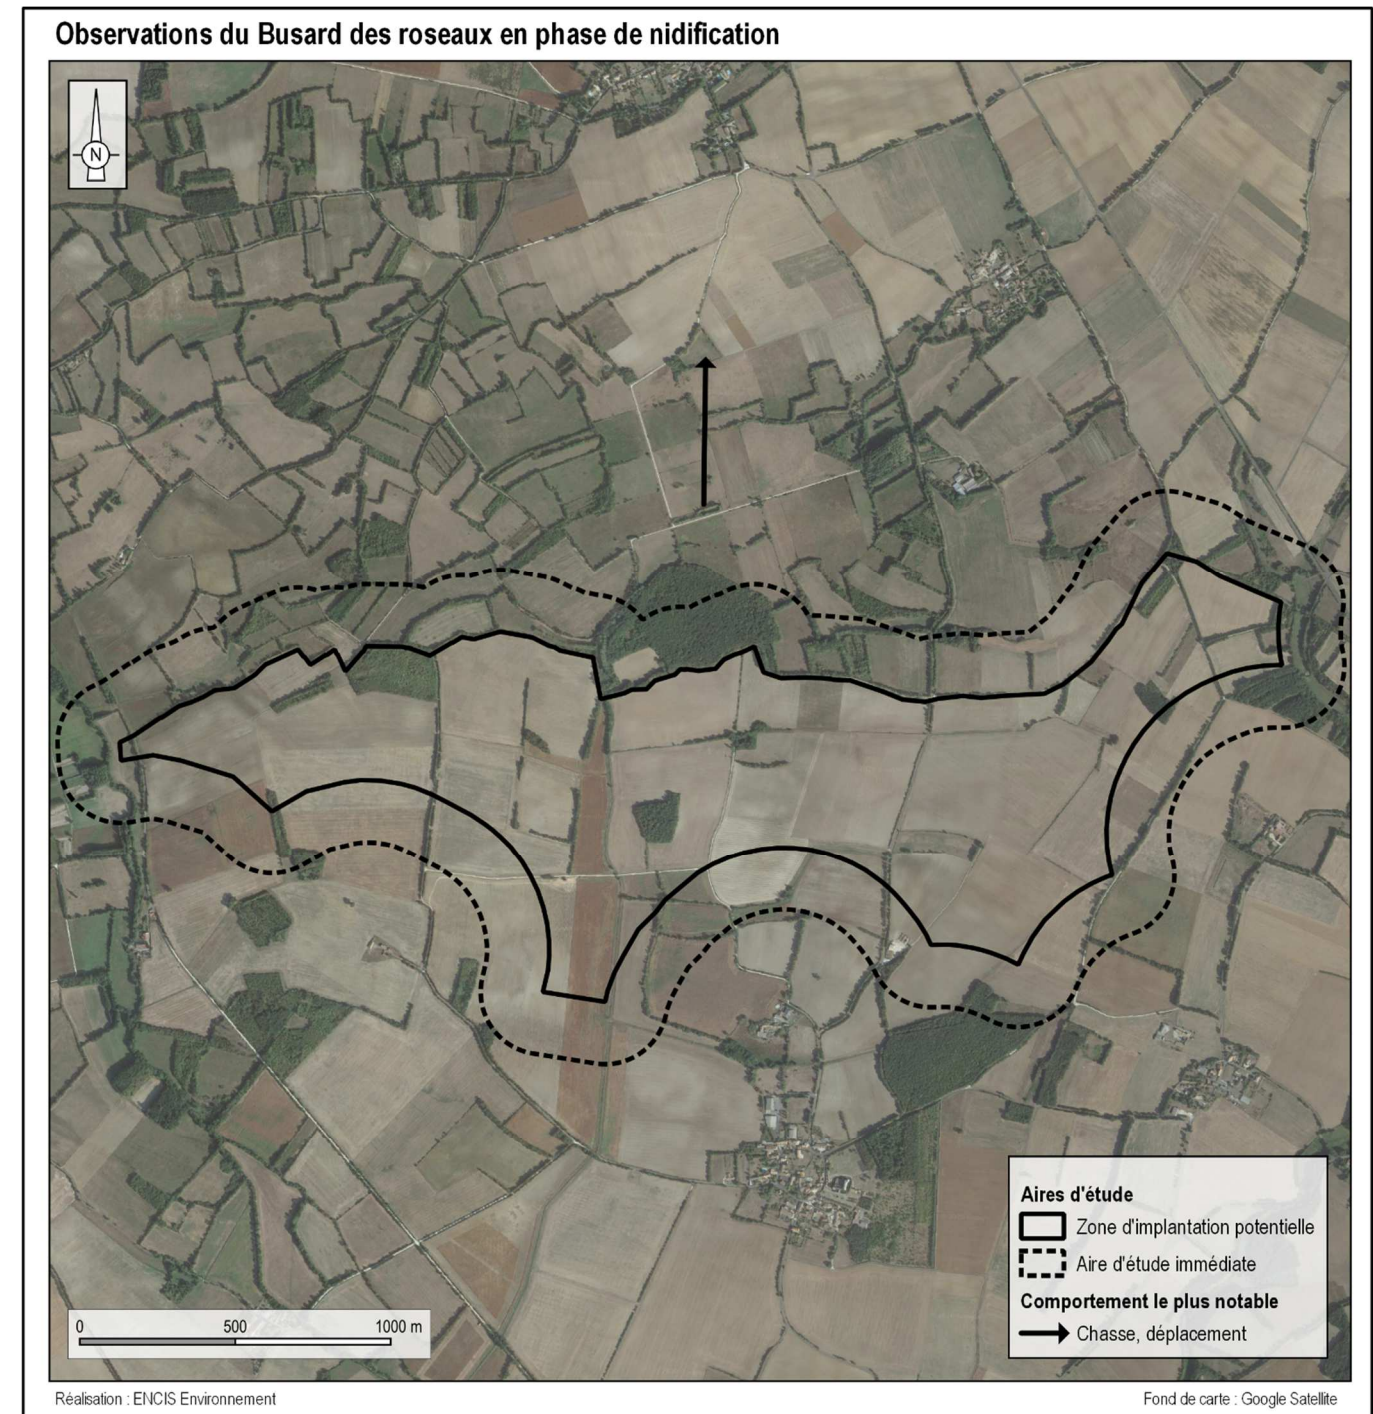 Observations du Busard des roseaux en phase de nidification
N
Aires d'étude
Zone d'implantation potentielle
Aire d'étude immédiate
Comportement le plus notable
Chasse, déplacement
0 500 1000 m
Réalisation : ENCIS Environnement
Fond de carte : Google Satellite